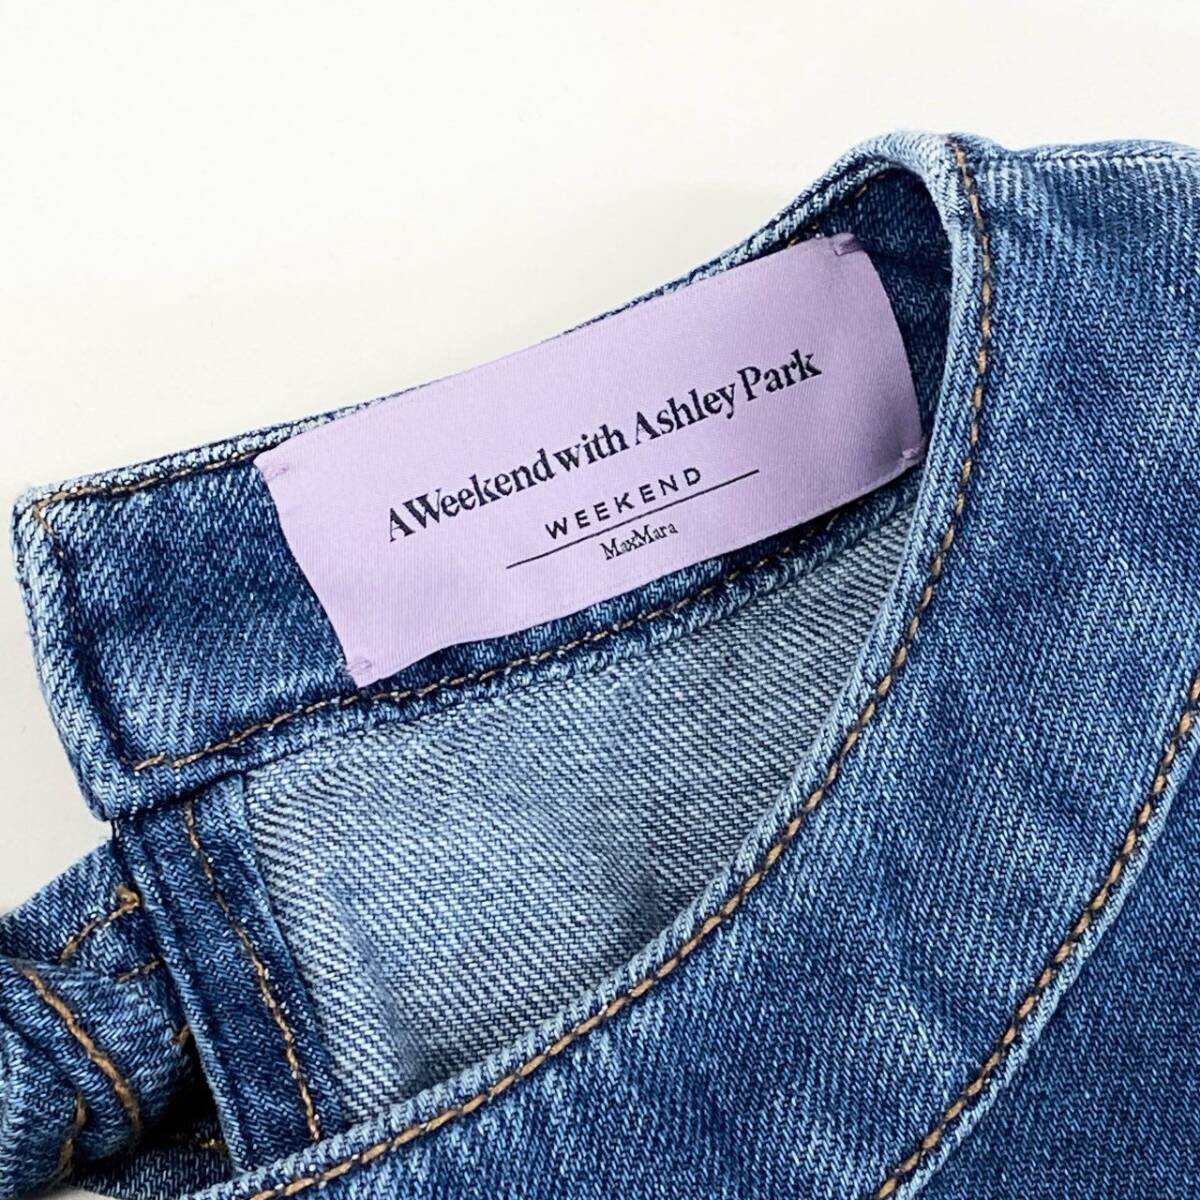 A Weekend with Ashley Park
WEEKEND
MaxMara